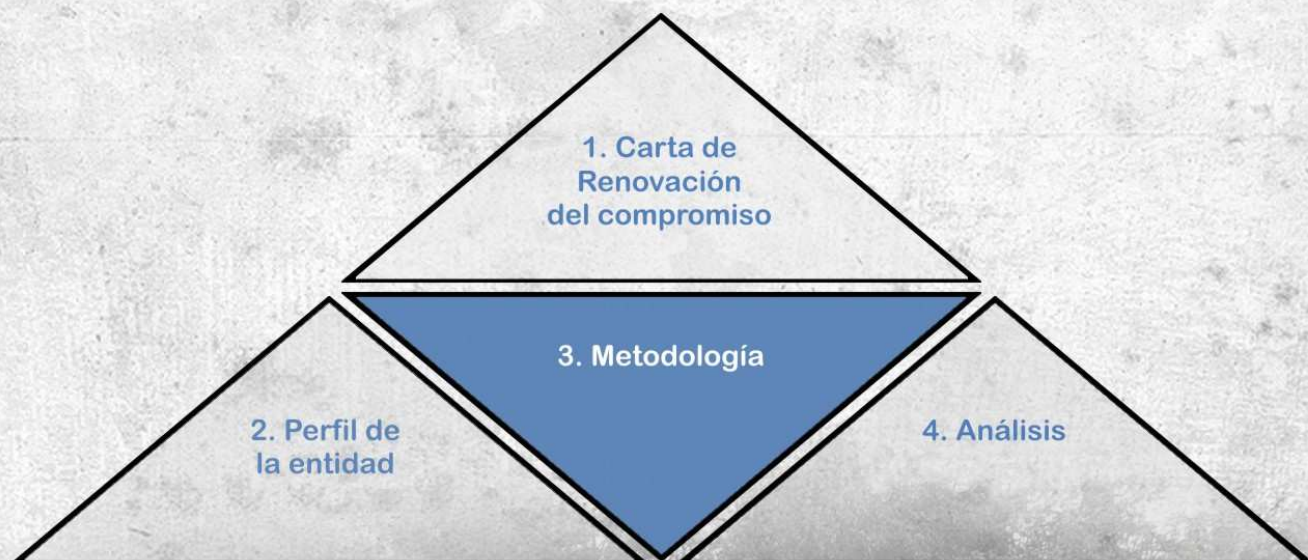 1. Carta de
Renovación
del compromiso
3. Metodología
2. Perfil de
la entidad
4. Análisis